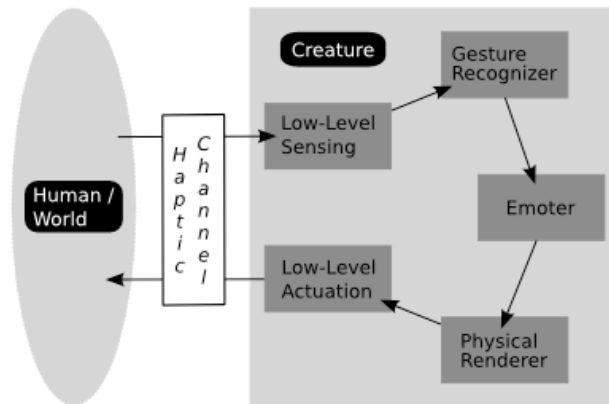 Creature
Gesture
Recognizer
Low-Level
Sensing
Haptic
Channel
Human /
World
Emoter
Low-Level
Actuation
Physical
Renderer